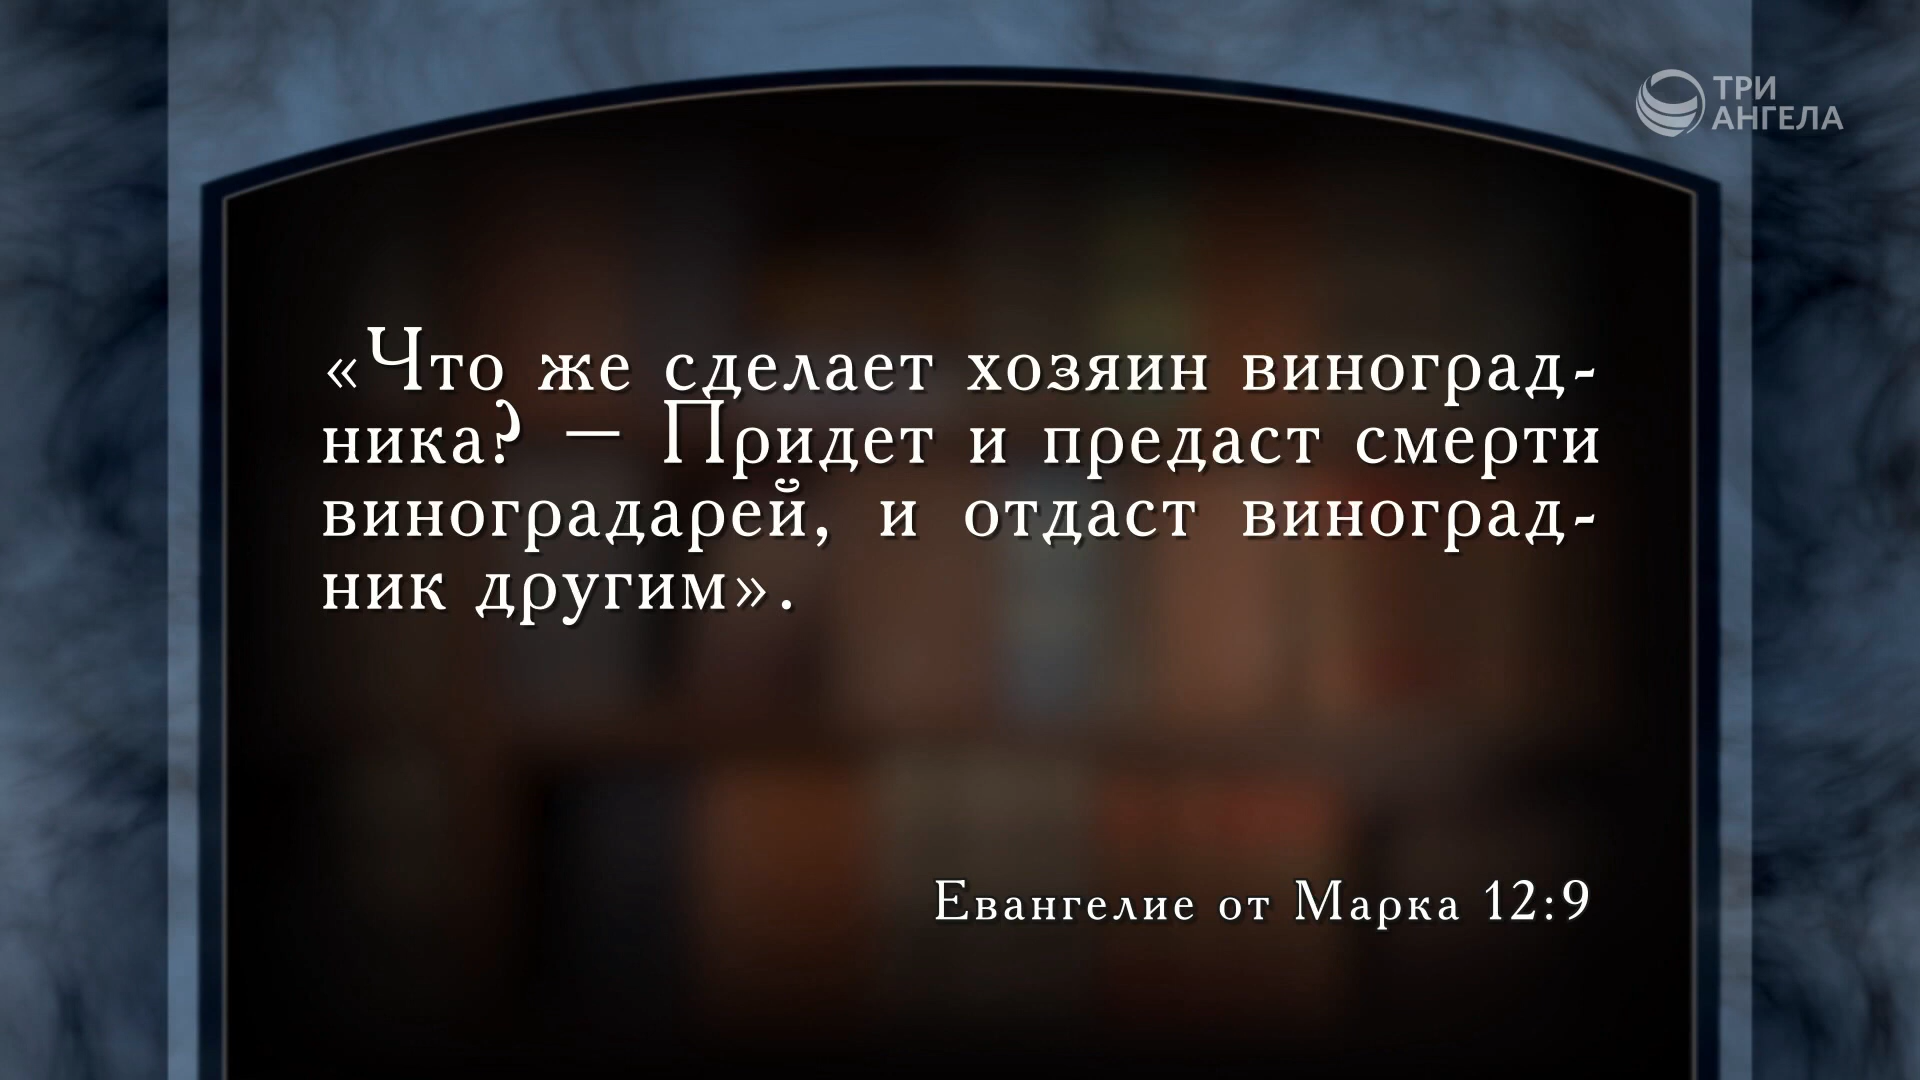 ТРИ
АНГЕЛА
«Что же сделает хозяин виноград-
ника? — Придет и предаст смерти
виноградарей, и отдаст виноград-
ник другим».
Евангелие от Марка 12:9